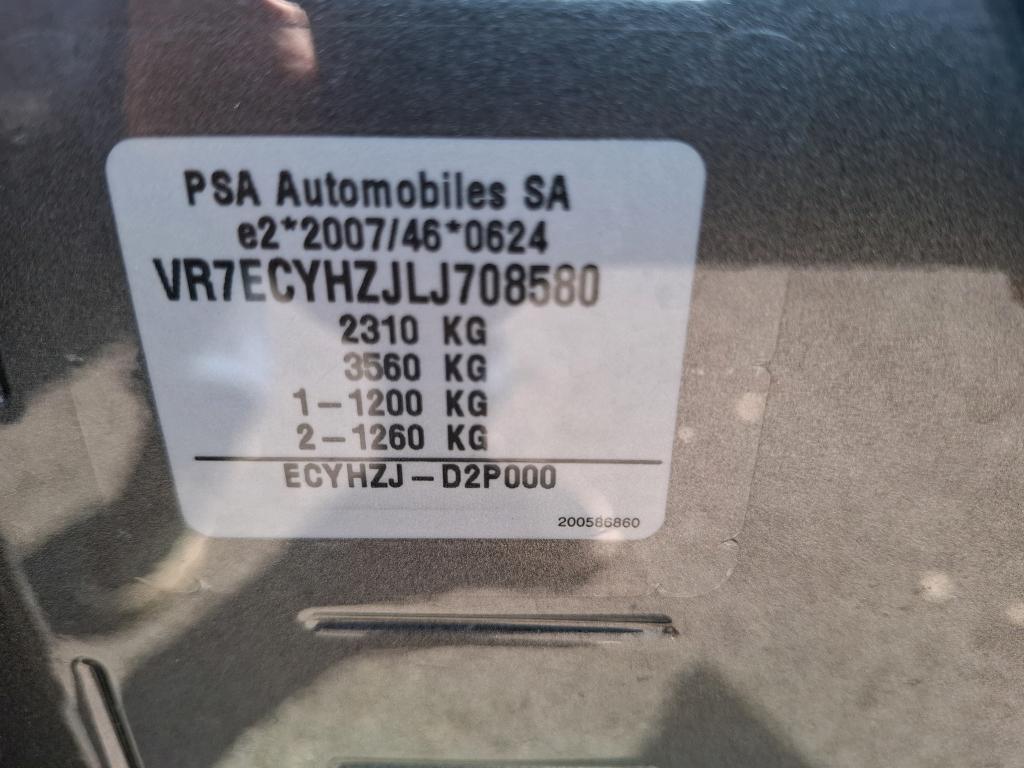 PSA Automobiles SA
e2*2007/46*0624
VR7ECYHZJLJ708580
2310 KG
3560 KG
1-1200 KG
2-1260 KG
ECYHZJ-D2P000
200586860